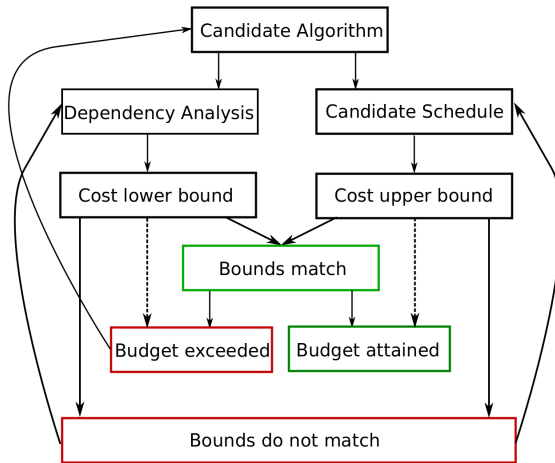 Candidate Algorithm
Dependency Analysis
Candidate Schedule
Cost lower bound
Cost upper bound
Bounds match
Budget exceeded
Budget attained
Bounds do not match